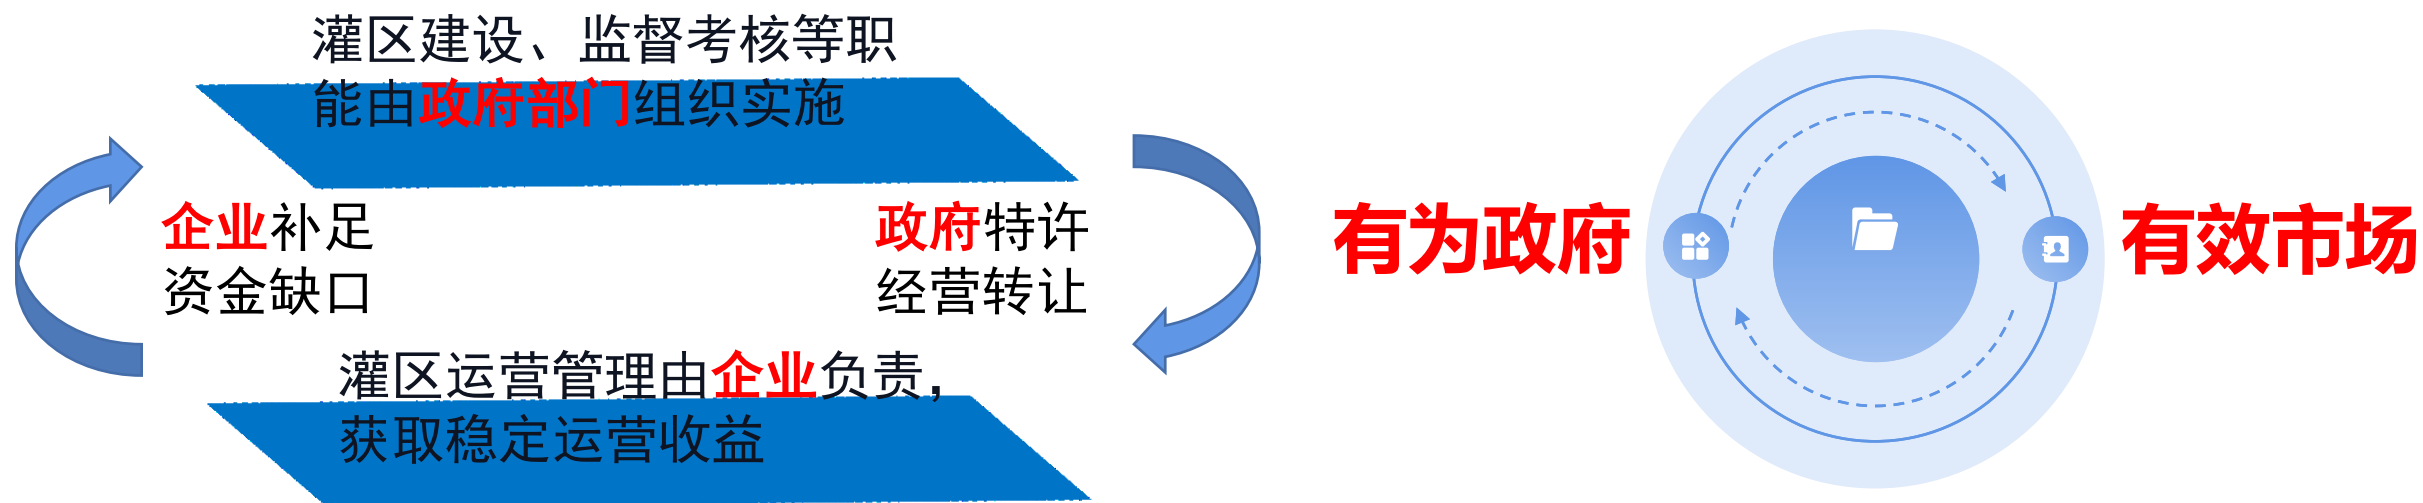 灌区建设、监督考核等职
能由政府部门组织实施
企业补足
资金缺口
政府特许
经营转让
灌区运营管理由企业负责，
获取稳定运营收益
有为政府
有效市场